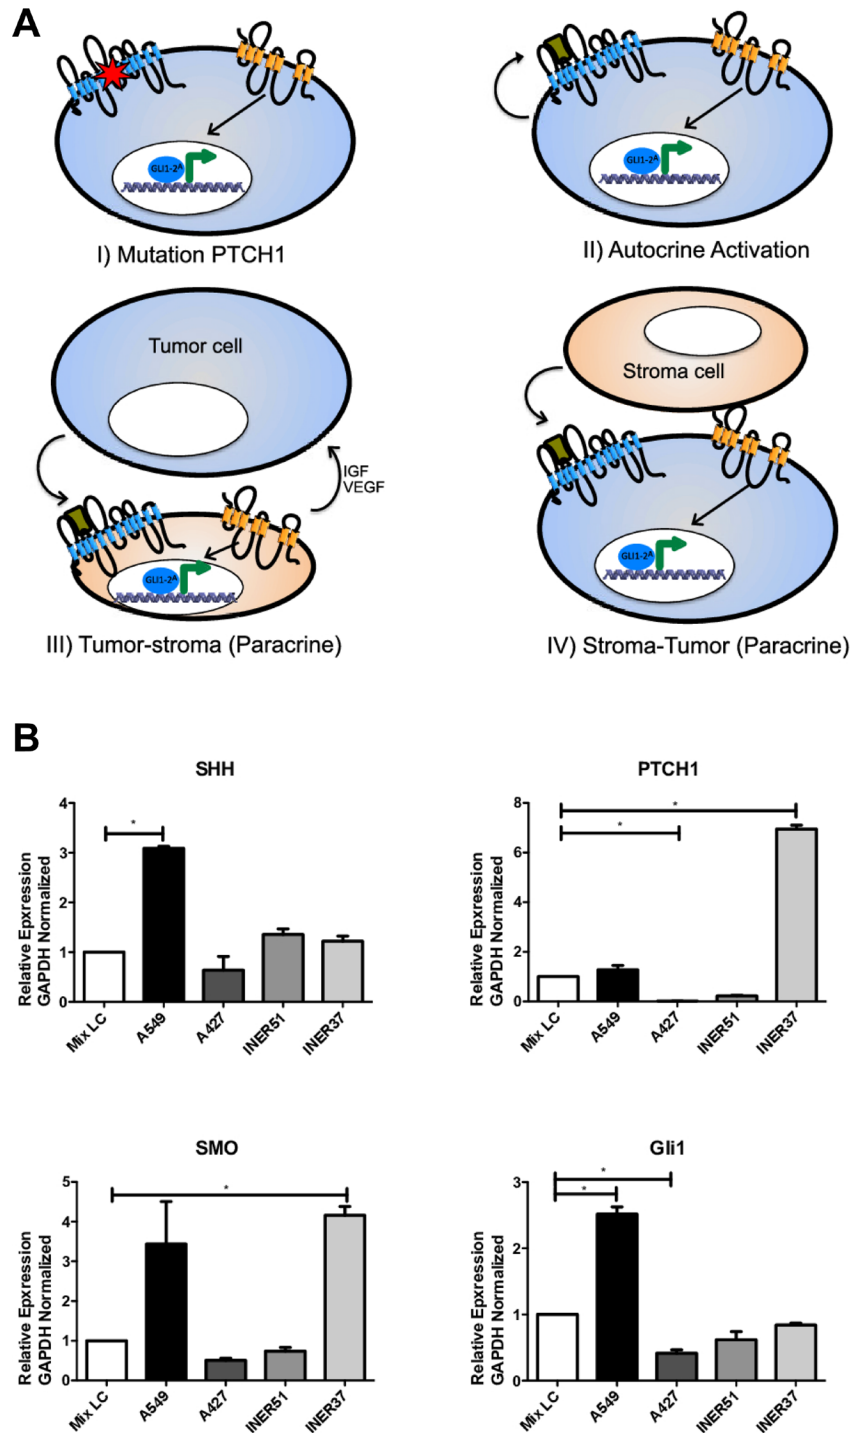 A
GLI1-2ᴬ
I) Mutation PTCH1
GLI1-2ᴬ
II) Autocrine Activation
Tumor cell
IGF
VEGF
GLI1-2ᴬ
III) Tumor-stroma (Paracrine)
Stroma cell
GLI1-2ᴬ
IV) Stroma-Tumor (Paracrine)
B
SHH
Relative Epxression
GAPDH Normalized
4
3
2
1
0
*
Mix LC
A549
A427
INER51
INER37
PTCH1
Relative Epxression
GAPDH Normalized
8
6
4
2
0
*
*
Mix LC
A549
A427
INER51
INER37
SMO
Relative Epxression
GAPDH Normalized
5
4
3
2
1
0
*
Mix LC
A549
A427
INER51
INER37
Gli1
Relative Epxression
GAPDH Normalized
3
2
1
0
*
*
Mix LC
A549
A427
INER51
INER37